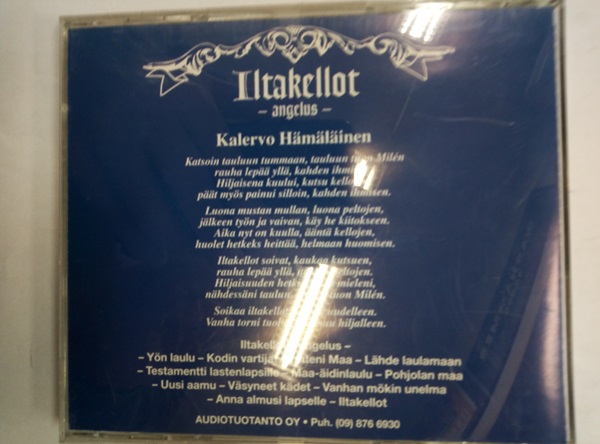 Iltakellot
– angelus –
Kalervo Hämäläinen
Katsoin tauluun tummaan, tauluun Milén
rauha lepää yllä, kahden
Hiljaisena kuului, kutsu
päät myös painui silloin, kahden ihmisen.
Luona mustan mullan, luona peltojen,
jälkeen työn ja vaivan, käy he kiitokseen.
Aika nyt on kuulla, ääntä kellojen,
huolet hetkeks heittää, helmaan huomisen.
Iltakellot soivat, kaukaa kutsuen,
rauha lepää yllä,
Hiljaisuuden mieleni,
nähdessäni taulun, Milén.
Soikaa
Vanha torni hiljalleen.
angelus –
– Yön laulu – Kodin vartija Maa – Lähde laulamaan
– Testamentti lastenlapsille – Maa-äidinlaulu – Pohjolan maa
– Uusi aamu – Väsyneet kädet – Vanhan mökin unelma
– Anna almusi lapselle – Iltakellot
AUDIOTUOTANTO OY • Puh. (09) 876 6930